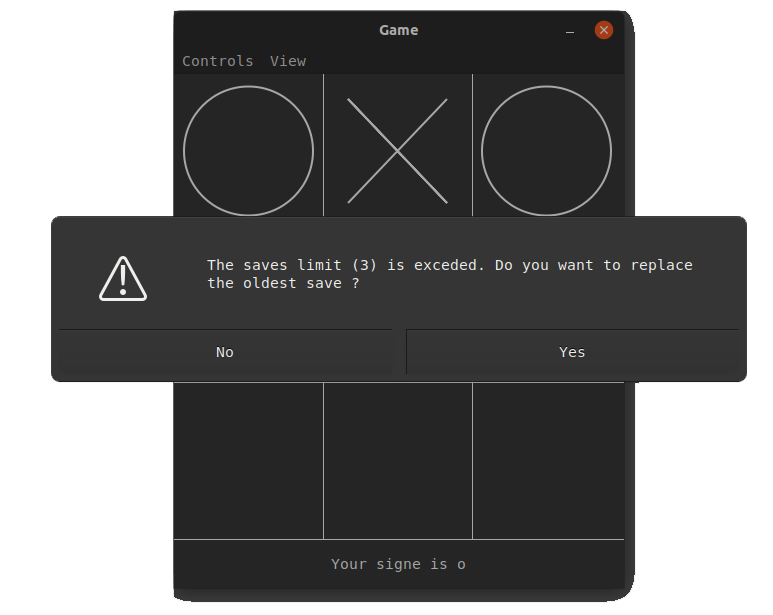 Game
Controls View
The saves limit (3) is exceded. Do you want to replace
the oldest save ?
No Yes
Your signe is o